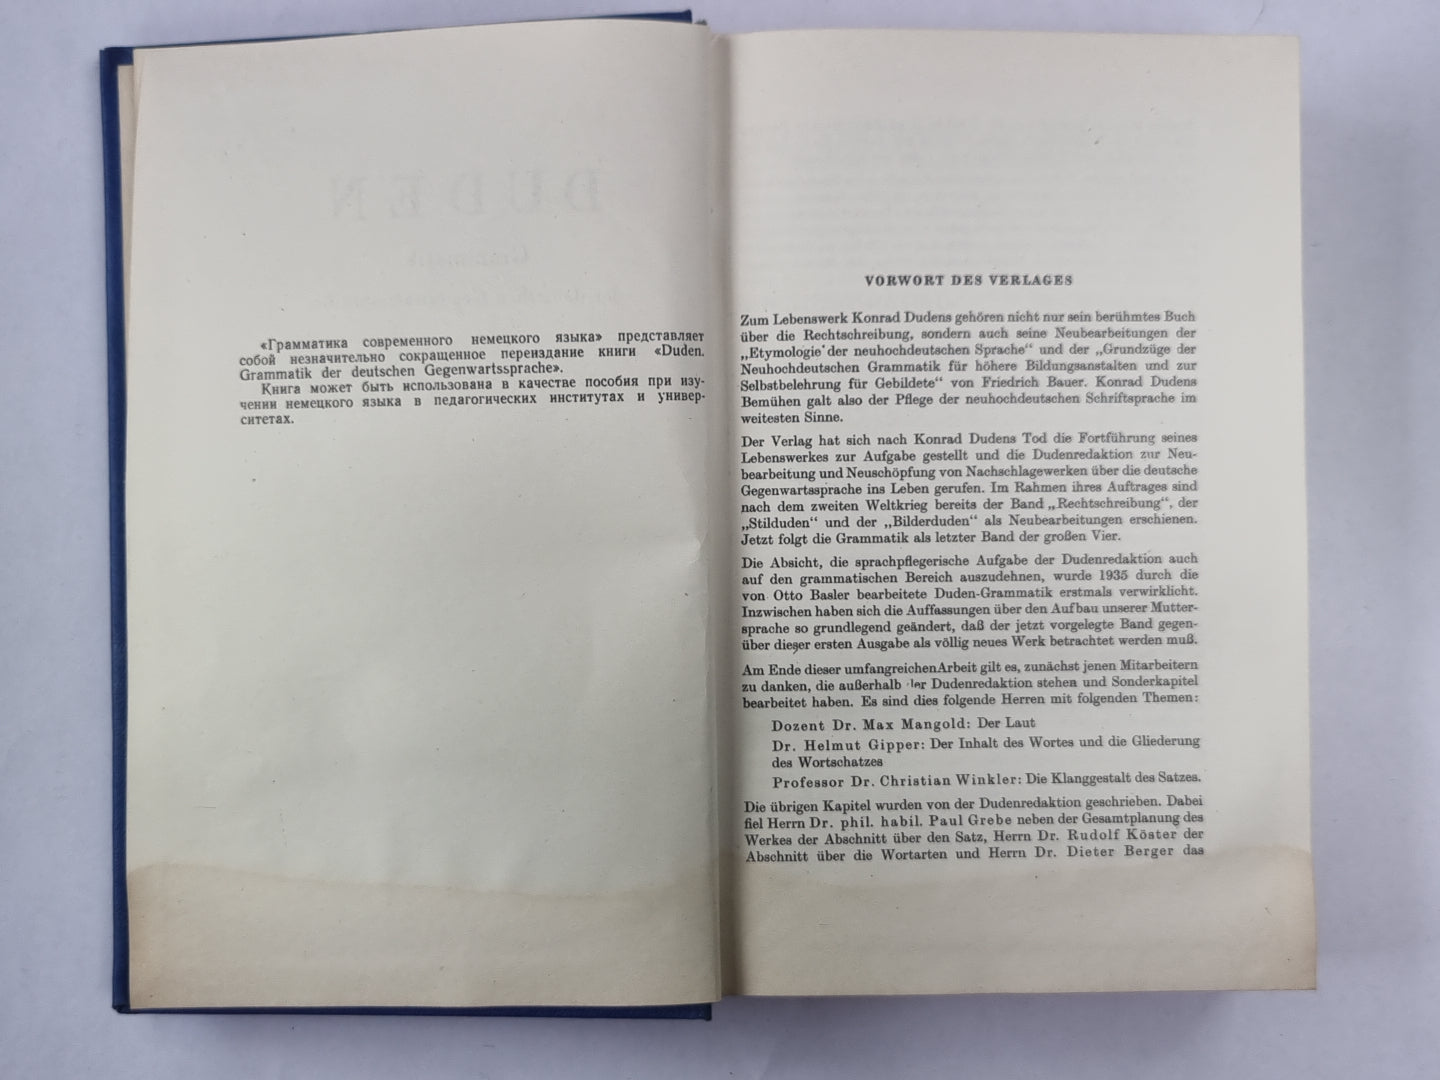 «Грамматика современного немецкого языка» представляет
собой незначительно сокращенное переиздание книги «Duden.
Grammatik der deutschen Gegenwartssprache».
Книга может быть использована в качестве пособия при изу-
чении немецкого языка в педагогических институтах и универ-
ситетах.
VORWORT DES VERLAGES
Zum Lebenswerk Konrad Dudens gehören nicht nur sein berühmtes Buch
über die Rechtschreibung, sondern auch seine Neubearbeitungen der
„Etymologie der neuhochdeutschen Sprache“ und der „Grundzüge der
Neuhochdeutschen Grammatik für höhere Bildungsanstalten und zur
Selbstbelehrung für Gebildete“ von Friedrich Bauer. Konrad Dudens
Bemühen galt also der Pflege der neuhochdeutschen Schriftsprache im
weitesten Sinne.
Der Verlag hat sich nach Konrad Dudens Tod die Fortführung seines
Lebenswerkes zur Aufgabe gestellt und die Dudenredaktion zur Neu-
bearbeitung und Neuschöpfung von Nachschlagewerken über die deutsche
Gegenwartssprache ins Leben gerufen. Im Rahmen ihres Auftrages sind
nach dem zweiten Weltkrieg bereits der Band „Rechtschreibung“, der
„Stilduden“ und der „Bilderduden“ als Neubearbeitungen erschienen.
Jetzt folgt die Grammatik als letzter Band der großen Vier.
Die Absicht, die sprachpflegerische Aufgabe der Dudenredaktion auch
auf den grammatischen Bereich auszudehnen, wurde 1935 durch die
von Otto Basler bearbeitete Duden-Grammatik erstmals verwirklicht.
Inzwischen haben sich die Auffassungen über den Aufbau unserer Mutter-
sprache so grundlegend geändert, daß der jetzt vorgelegte Band gegen-
über dieser ersten Ausgabe als völlig neues Werk betrachtet werden muß.
Am Ende dieser umfangreichen Arbeit gilt es, zunächst jenen Mitarbeitern
zu danken, die außerhalb der Dudenredaktion stehen und Sonderkapitel
bearbeitet haben. Es sind dies folgende Herren mit folgenden Themen:
Dozent Dr. Max Mangold: Der Laut
Dr. Helmut Gipper: Der Inhalt des Wortes und die Gliederung
des Wortschatzes
Professor Dr. Christian Winkler: Die Klanggestalt des Satzes.
Die übrigen Kapitel wurden von der Dudenredaktion geschrieben. Dabei
fiel Herrn Dr. phil. habil. Paul Grebe neben der Gesamtplanung des
Werkes der Abschnitt über den Satz, Herrn Dr. Rudolf Köster der
Abschnitt über die Wortarten und Herrn Dr. Dieter Berger das